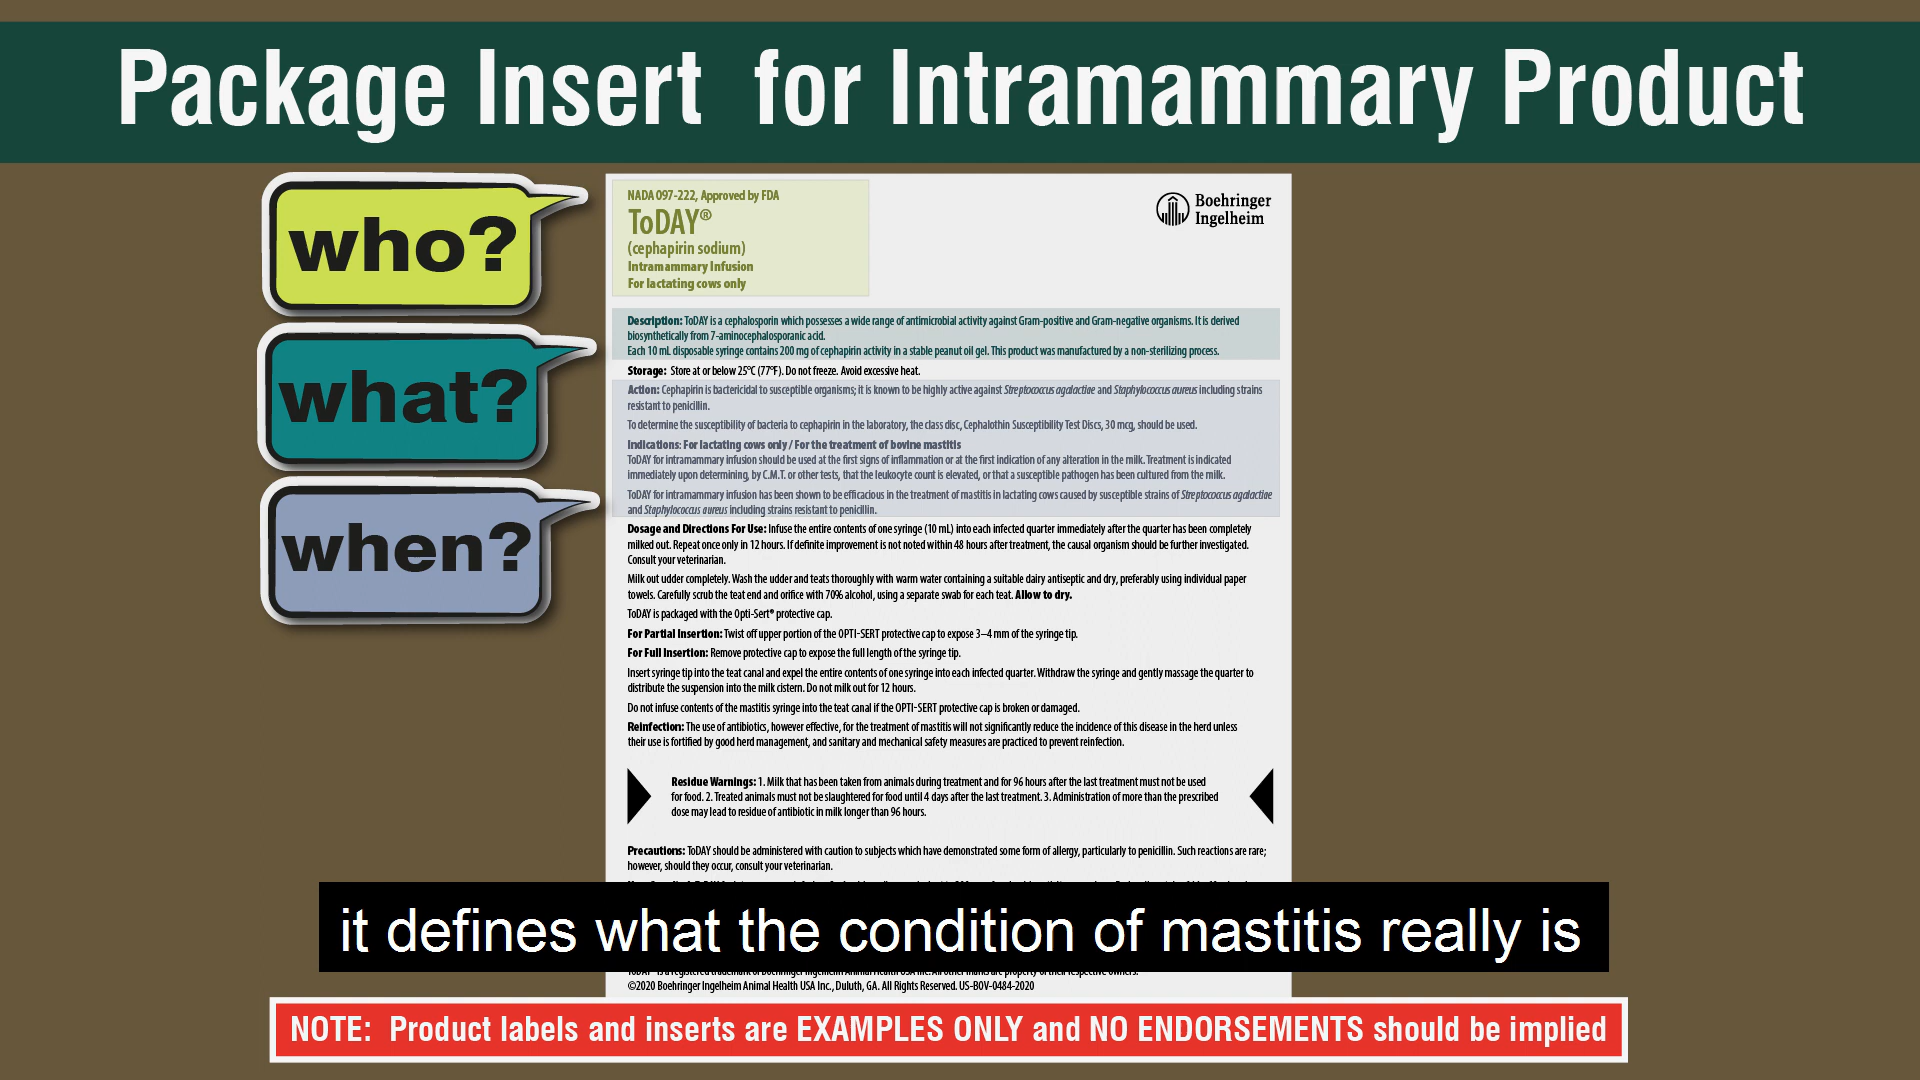 Package Insert for Intramammary Product
who?
what?
when?
NADA 097-222, Approved by FDA
ToDAY®
(cephapirin sodium)
Intramammary Infusion
For lactating cows only
Boehringer
Ingelheim
Description: ToDAY is a cephalosporin which possesses a wide range of antimicrobial activity against Gram-positive and Gram-negative organisms. It is derived
biosynthetically from 7-aminocephalosporanic acid.
Each 10 mL disposable syringe contains 200 mg of cephapirin activity in a stable peanut oil gel. This product was manufactured by a non-sterilizing process.
Storage: Store at or below 25°C (77°F). Do not freeze. Avoid excessive heat.
Action: Cephapirin is bactericidal to susceptible organisms; it is known to be highly active against Streptococcus agalactiae and Staphylococcus aureus including strains
resistant to penicillin.
To determine the susceptibility of bacteria to cephapirin in the laboratory, the class disc, Cephalothin Susceptibility Test Discs, 30 mcg, should be used.
Indications: For lactating cows only / For the treatment of bovine mastitis
ToDAY for intramammary infusion should be used at the first signs of inflammation or at the first indication of any alteration in the milk. Treatment is indicated
immediately upon determining, by C.M.T. or other tests, that the leukocyte count is elevated, or that a susceptible pathogen has been cultured from the milk.
ToDAY for intramammary infusion has been shown to be efficacious in the treatment of mastitis in lactating cows caused by susceptible strains of Streptococcus agalactiae
and Staphylococcus aureus including strains resistant to penicillin.
Dosage and Directions For Use: Infuse the entire contents of one syringe (10 mL) into each infected quarter immediately after the quarter has been completely
milked out. Repeat once only in 12 hours. If definite improvement is not noted within 48 hours after treatment, the causal organism should be further investigated.
Consult your veterinarian.
Milk out udder completely. Wash the udder and teats thoroughly with warm water containing a suitable dairy antiseptic and dry, preferably using individual paper
towels. Carefully scrub the teat end and orifice with 70% alcohol, using a separate swab for each teat. Allow to dry.
ToDAY is packaged with the Opti-Sert® protective cap.
For Partial Insertion: Twist off upper portion of the OPTI-SERT protective cap to expose 3–4 mm of the syringe tip.
For Full Insertion: Remove protective cap to expose the full length of the syringe tip.
Insert syringe tip into the teat canal and expel the entire contents of one syringe into each infected quarter. Withdraw the syringe and gently massage the quarter to
distribute the suspension into the milk cistern. Do not milk out for 12 hours.
Do not infuse contents of the mastitis syringe into the teat canal if the OPTI-SERT protective cap is broken or damaged.
Reinfection: The use of antibiotics, however effective, for the treatment of mastitis will not significantly reduce the incidence of this disease in the herd unless
their use is fortified by good herd management, and sanitary and mechanical safety measures are practiced to prevent reinfection.
Residue Warnings: 1. Milk that has been taken from animals during treatment and for 96 hours after the last treatment must not be used
for food. 2. Treated animals must not be slaughtered for food until 4 days after the last treatment. 3. Administration of more than the prescribed
dose may lead to residue of antibiotic in milk longer than 96 hours.
Precautions: ToDAY should be administered with caution to subjects which have demonstrated some form of allergy, particularly to penicillin. Such reactions are rare;
however, should they occur, consult your veterinarian.
it defines what the condition of mastitis really is
©2020 Boehringer Ingelheim Animal Health USA Inc., Duluth, GA. All Rights Reserved. US-BOV-0484-2020
NOTE: Product labels and inserts are EXAMPLES ONLY and NO ENDORSEMENTS should be implied